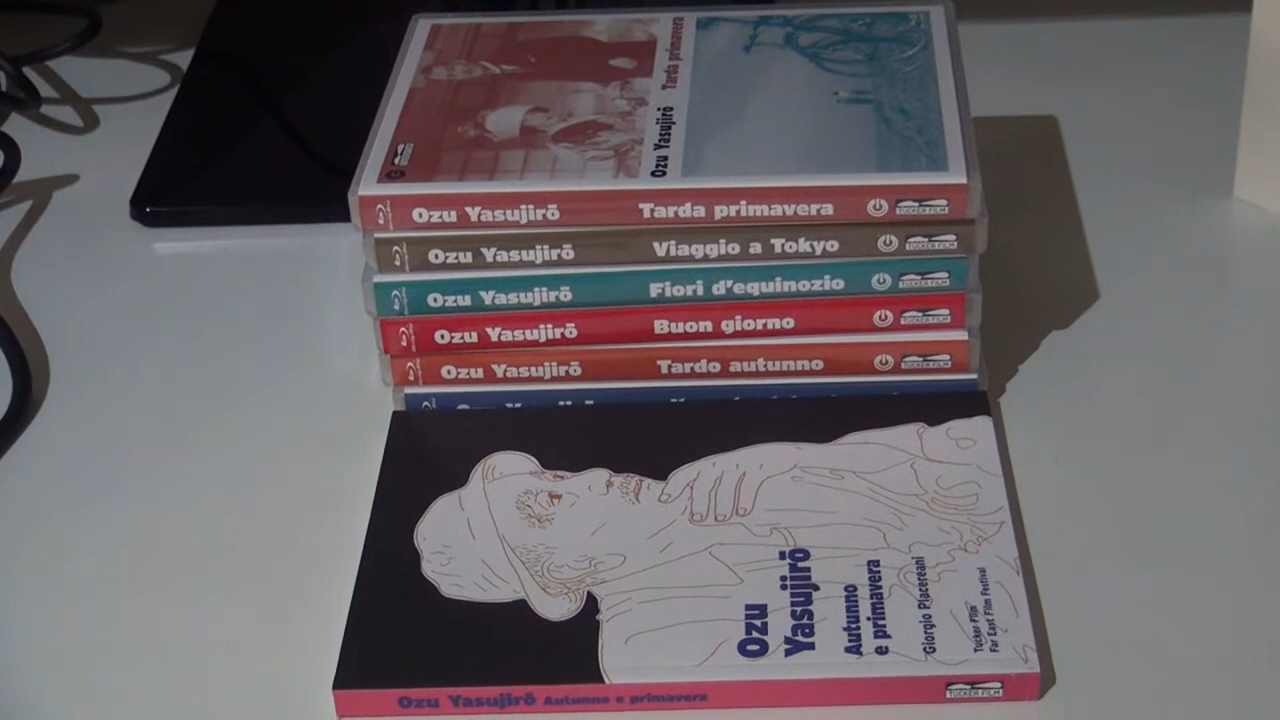 Ozu Yasujirō Tarda primavera
Ozu Yasujirō Tarda primavera TUCKER FILM
Ozu Yasujirō Viaggio a Tokyo TUCKER FILM
Ozu Yasujirō Fiori d'equinozio TUCKER FILM
Ozu Yasujirō Buon giorno TUCKER FILM
Ozu Yasujirō Tardo autunno TUCKER FILM
Ozu
Yasujirō
Autunno
e primavera
Giorgio Placereani
Tucker Film
Far East Film Festival
Ozu Yasujirō Autunno e primavera TUCKER FILM